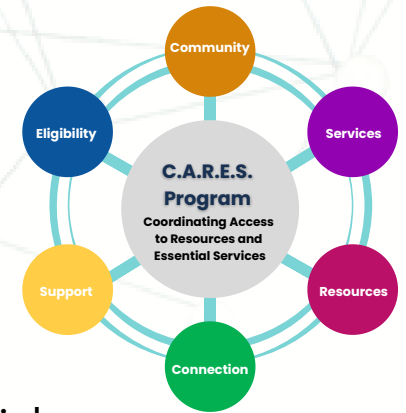 Community
Eligibility
Services
C.A.R.E.S.
Program
Coordinating Access
to Resources and
Essential Services
Support
Resources
Connection